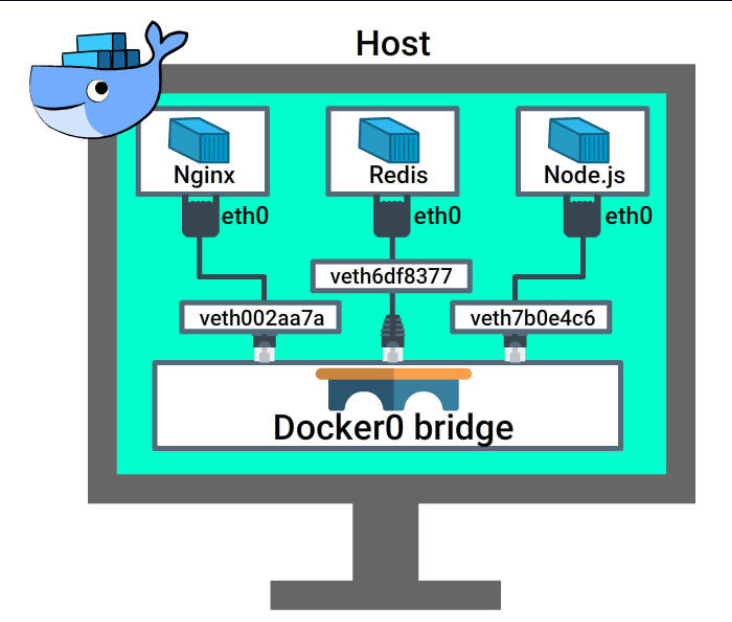 Host
Nginx
Redis
Node.js
eth0
eth0
eth0
veth6df8377
veth002aa7a
veth7b0e4c6
Docker0 bridge